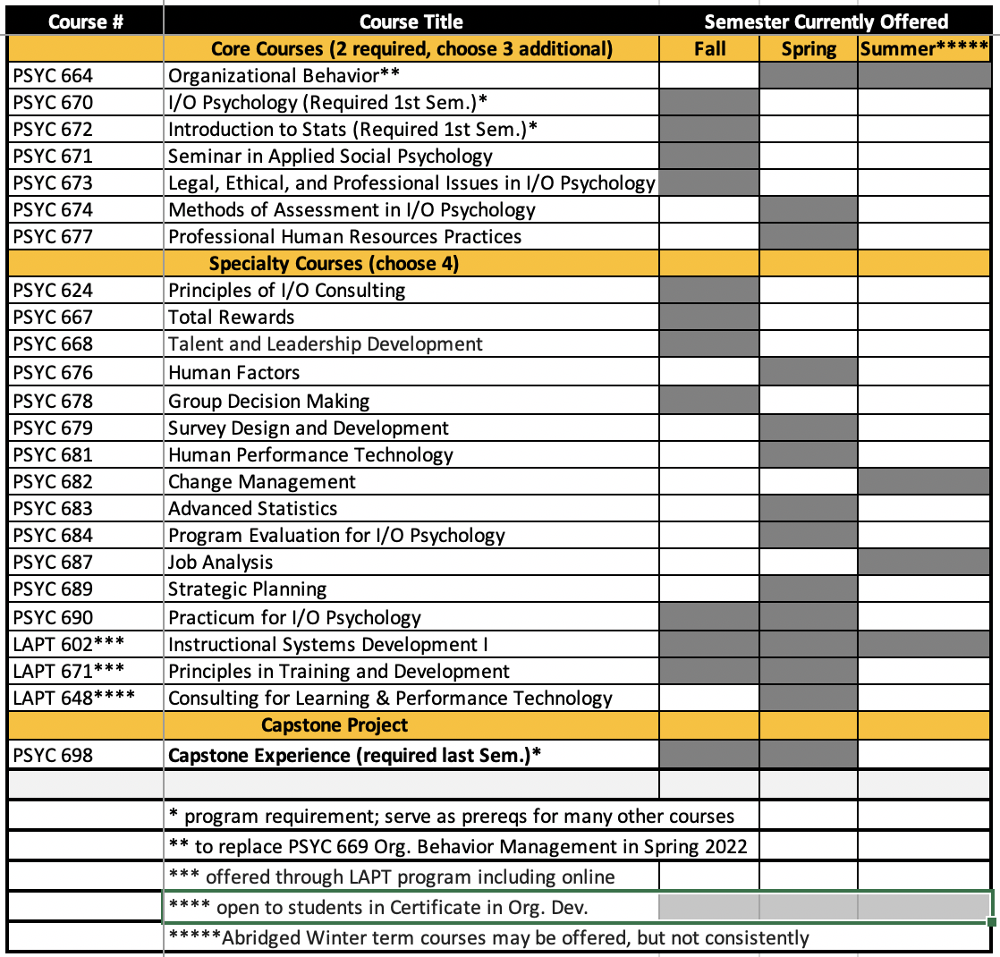 Course # Course Title Semester Currently Offered
Core Courses (2 required, choose 3 additional) Fall Spring Summer*****
PSYC 664 Organizational Behavior**
PSYC 670 I/O Psychology (Required 1st Sem.)*
PSYC 672 Introduction to Stats (Required 1st Sem.)*
PSYC 671 Seminar in Applied Social Psychology
PSYC 673 Legal, Ethical, and Professional Issues in I/O Psychology
PSYC 674 Methods of Assessment in I/O Psychology
PSYC 677 Professional Human Resources Practices
Specialty Courses (choose 4)
PSYC 624 Principles of I/O Consulting
PSYC 667 Total Rewards
PSYC 668 Talent and Leadership Development
PSYC 676 Human Factors
PSYC 678 Group Decision Making
PSYC 679 Survey Design and Development
PSYC 681 Human Performance Technology
PSYC 682 Change Management
PSYC 683 Advanced Statistics
PSYC 684 Program Evaluation for I/O Psychology
PSYC 687 Job Analysis
PSYC 689 Strategic Planning
PSYC 690 Practicum for I/O Psychology
LAPT 602*** Instructional Systems Development I
LAPT 671*** Principles in Training and Development
LAPT 648**** Consulting for Learning & Performance Technology
Capstone Project
PSYC 698 Capstone Experience (required last Sem.)*
* program requirement; serve as prereqs for many other courses
** to replace PSYC 669 Org. Behavior Management in Spring 2022
*** offered through LAPT program including online
**** open to students in Certificate in Org. Dev.
*****Abridged Winter term courses may be offered, but not consistently